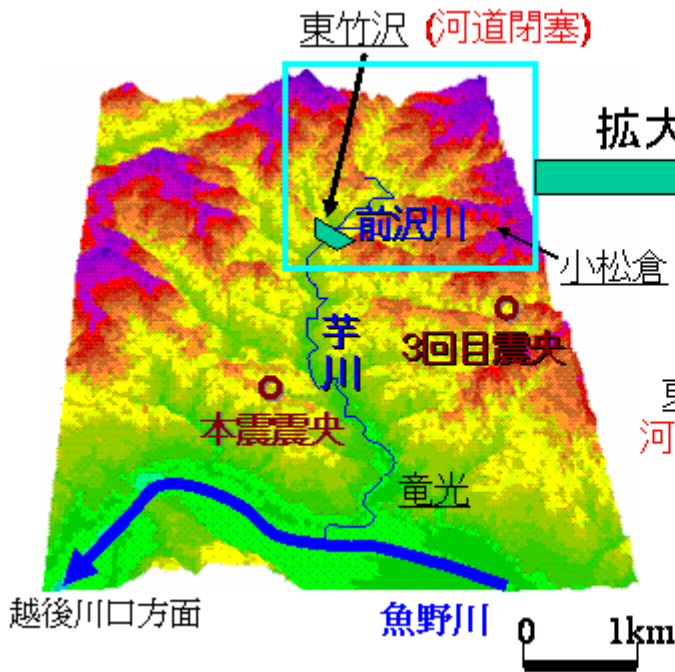 東竹沢 (河道閉塞)
拡大
前沢川
小松倉
芋川
3回目震央
本震震央
河
竜光
越後川口方面
魚野川
0 1km